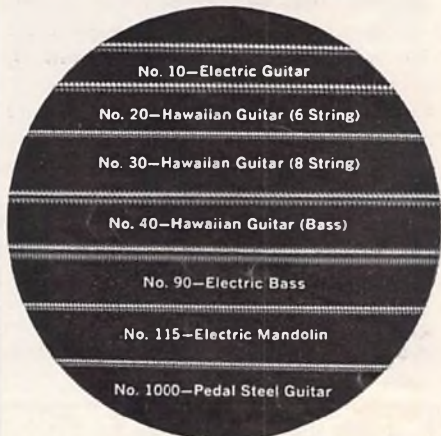 No. 10—Electric Guitar
No. 20—Hawaiian Guitar (6 String)
No. 30—Hawaiian Guitar (8 String)
No. 40—Hawaiian Guitar (Bass)
No. 90—Electric Bass
No. 115—Electric Mandolin
No. 1000—Pedal Steel Guitar